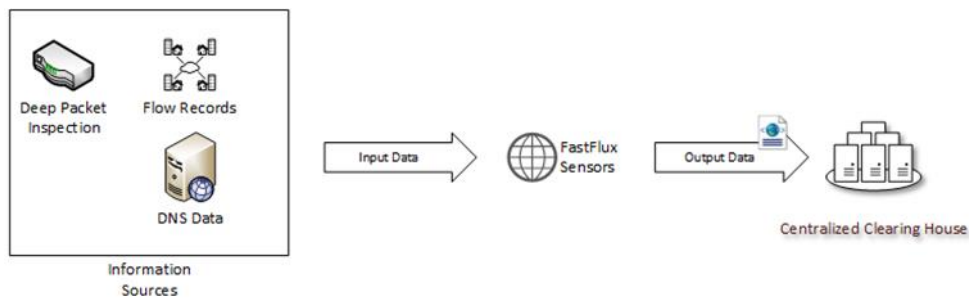 Deep Packet
Inspection
Flow Records
DNS Data
Information
Sources
Input Data
FastFlux
Sensors
Output Data
Centralized Clearing House